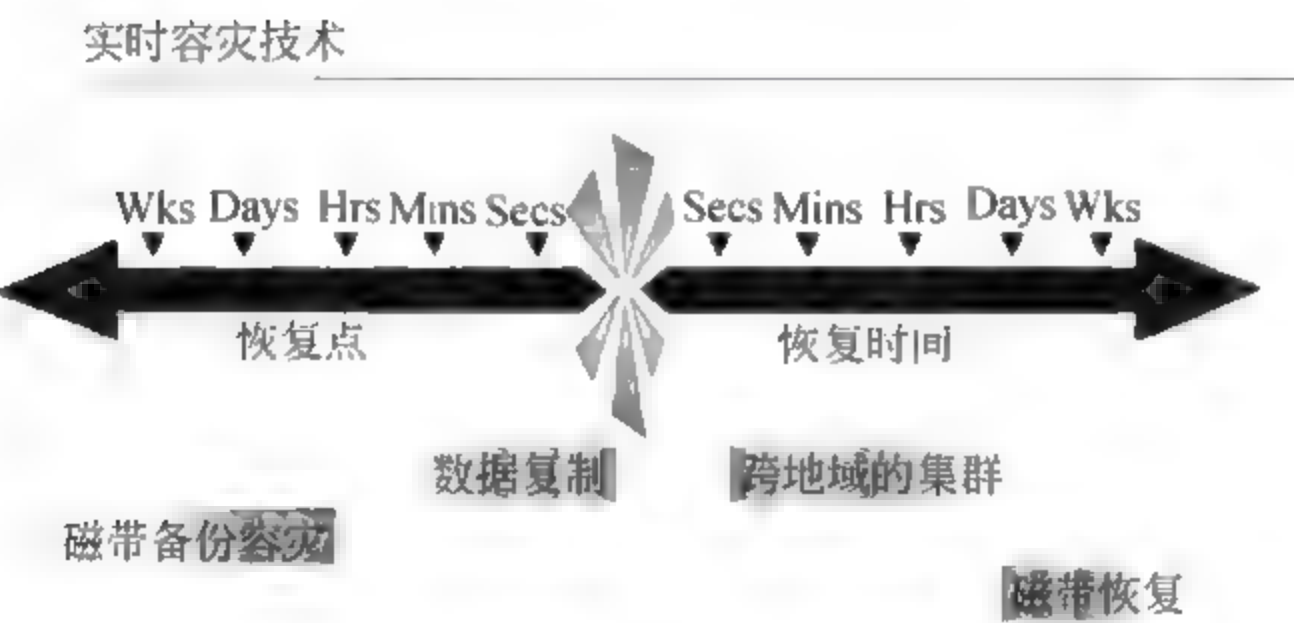 实时容灾技术
Wks Days Hrs Mins Secs Secs Mins Hrs Days Wks
恢复点 恢复时间
数据复制 跨地域的集群
磁带备份容灾
磁带恢复